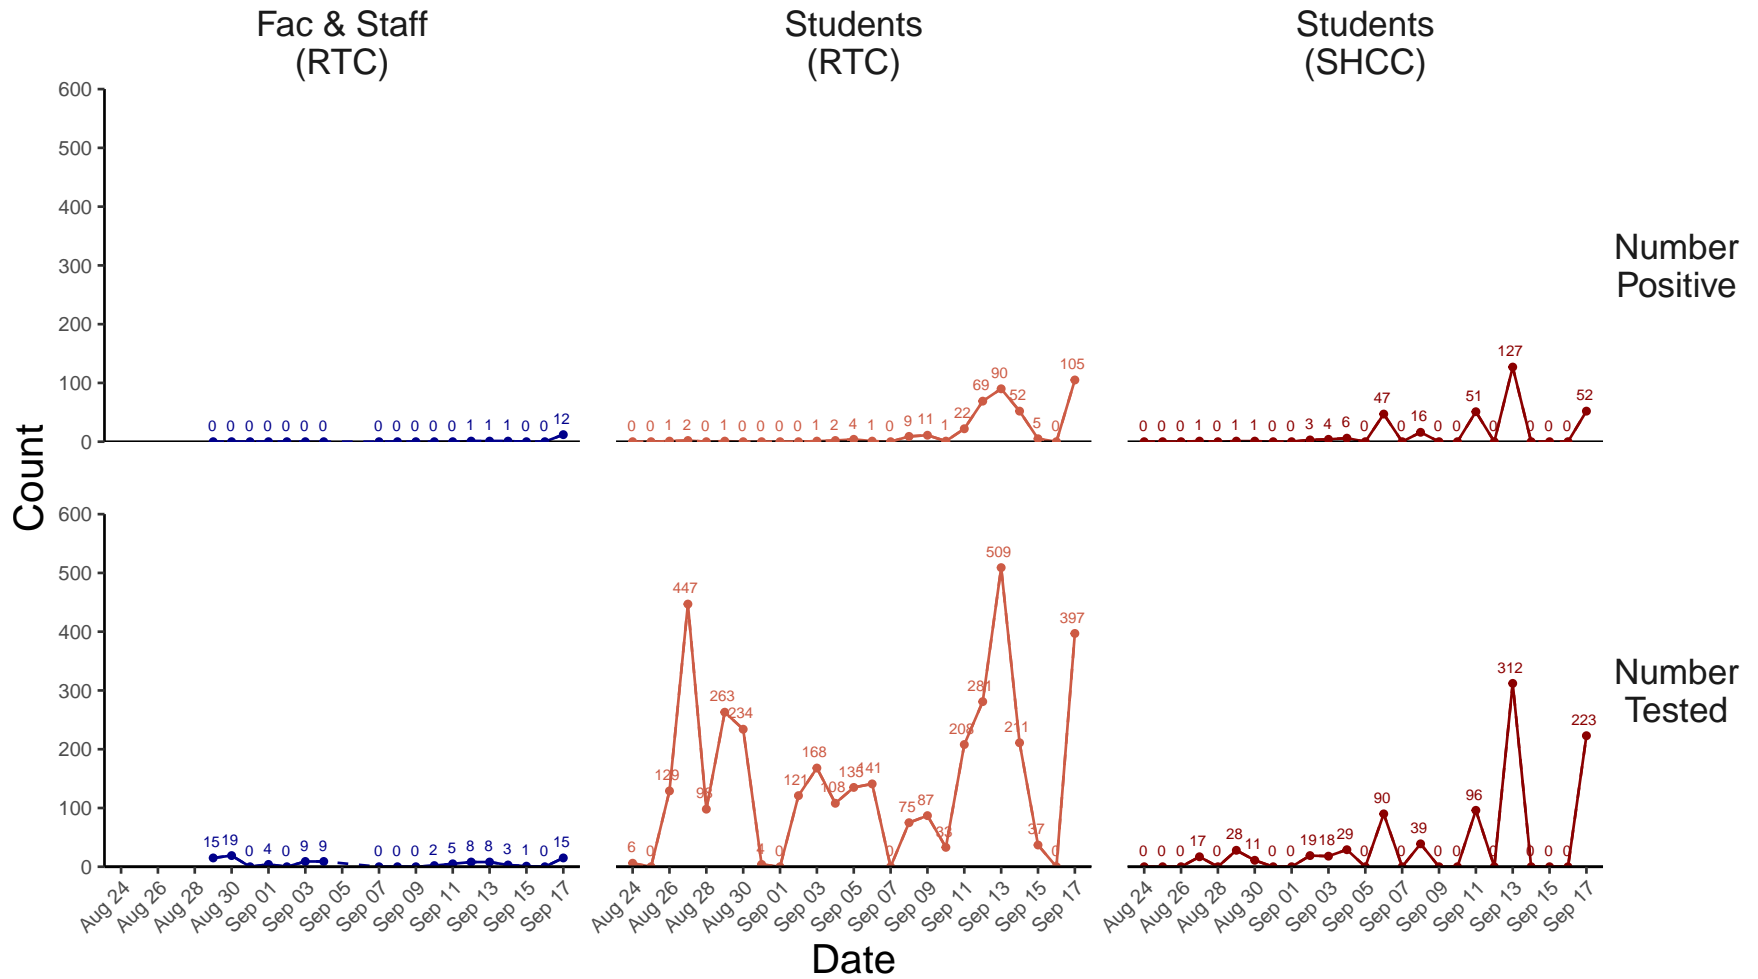 Fac & Staff
(RTC)
Students
(RTC)
Students
(SHCC)
600
500
400
300
200
100
0
0 0 0 0 0 0 0 0 0 0 0 0 1 1 1 0 0 12
0 0 1 2 0 1 0 0 0 0 1 2 4 1 0 9 11 1 22 69 90 52 5 0 105
0 0 0 1 0 1 1 0 0 3 4 6 0 47 0 16 0 0 51 0 127 0 0 0 52
Number
Positive
Count
600
500
400
300
200
100
0
15 19 0 4 0 9 9 0 0 0 2 5 8 8 3 1 0 15
6 0 129 447 98 263 234 4 0 121 168 108 135 141 0 75 87 33 208 281 509 211 37 0 397
0 0 0 17 0 28 11 0 0 19 18 29 0 90 0 39 0 0 96 0 312 0 0 0 223
Number
Tested
Aug 24 Aug 26 Aug 28 Aug 30 Sep 01 Sep 03 Sep 05 Sep 07 Sep 09 Sep 11 Sep 13 Sep 15 Sep 17
Aug 24 Aug 26 Aug 28 Aug 30 Sep 01 Sep 03 Sep 05 Sep 07 Sep 09 Sep 11 Sep 13 Sep 15 Sep 17
Aug 24 Aug 26 Aug 28 Aug 30 Sep 01 Sep 03 Sep 05 Sep 07 Sep 09 Sep 11 Sep 13 Sep 15 Sep 17
Date